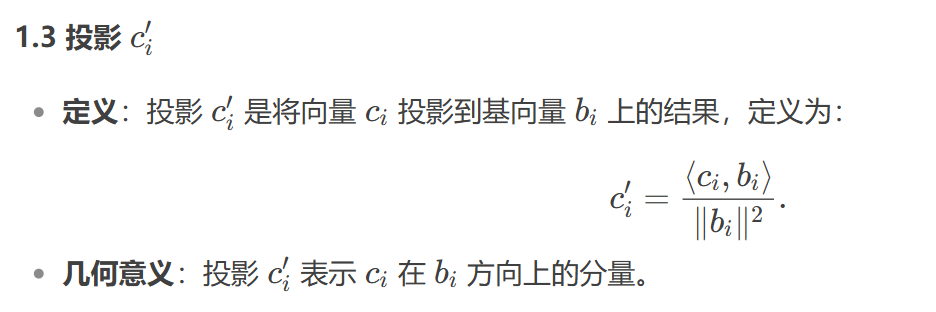 1.3 投影 $c_i'$
• 定义：投影 $c_i'$ 是将向量 $c_i$ 投影到基向量 $b_i$ 上的结果，定义为：
$c_i' = \frac{\langle c_i, b_i \rangle}{\|b_i\|^2}.$
• 几何意义：投影 $c_i'$ 表示 $c_i$ 在 $b_i$ 方向上的分量。